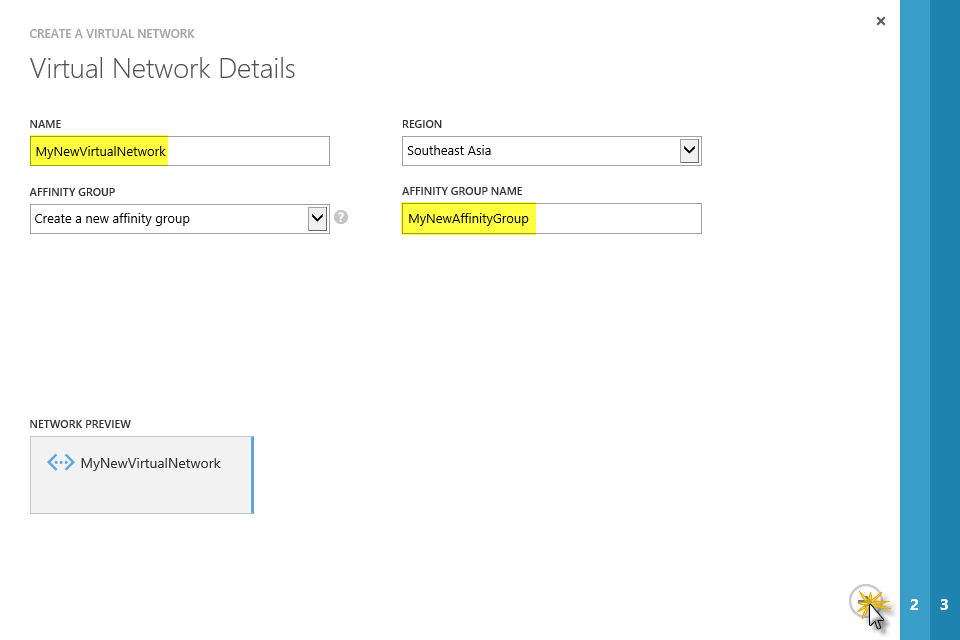 CREATE A VIRTUAL NETWORK
Virtual Network Details
NAME
MyNewVirtualNetwork
REGION
Southeast Asia
AFFINITY GROUP
Create a new affinity group
?
AFFINITY GROUP NAME
MyNewAffinityGroup
NETWORK PREVIEW
MyNewVirtualNetwork
2 3